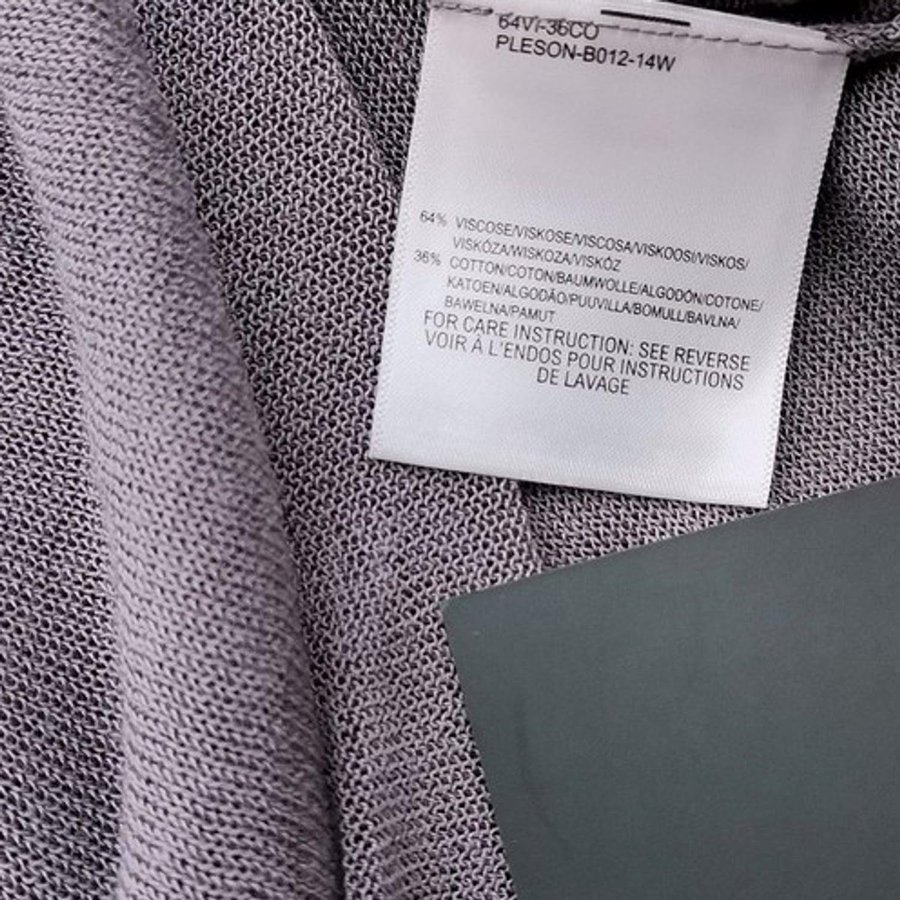 64VI-36CO
PLESON-B012-14W
64% VISCOSE/VISKOSE/VISCOSA/VISKOOSI/VISKOS/
VISKÓZA/WISKOZA/VISKÓZ
36% COTTON/COTON/BAUMWOLLE/ALGODÓN/COTONE/
KATOEN/ALGODÃO/PUUVILLA/BOMULL/BAVLNA/
BAWELNA/PAMUT
FOR CARE INSTRUCTION: SEE REVERSE
VOIR À L'ENDOS POUR INSTRUCTIONS
DE LAVAGE